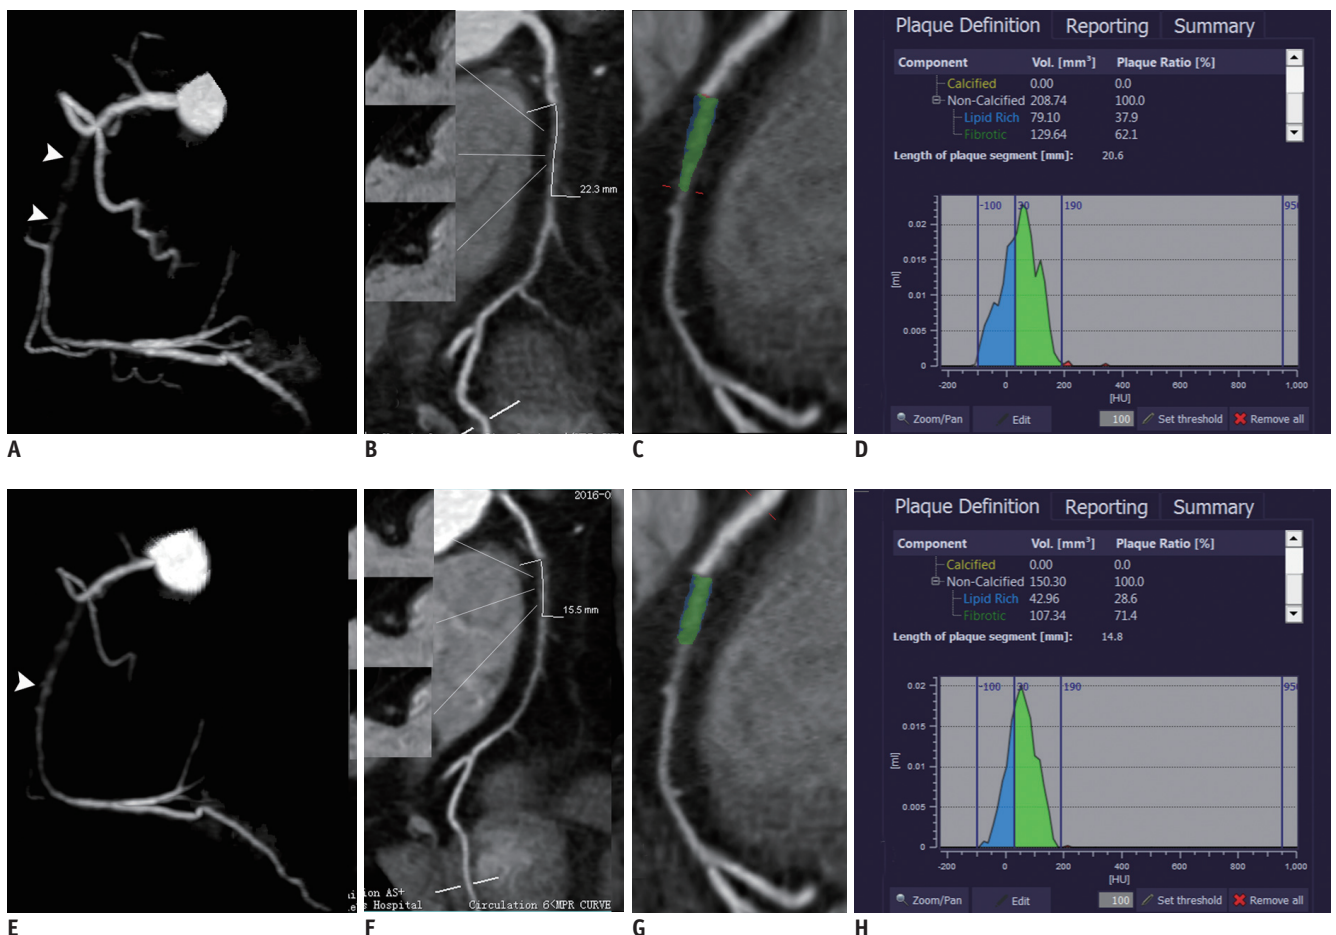 22.3 mm
Plaque Definition Reporting Summary
Component Vol. [mm³] Plaque Ratio [%]
Calcified 0.00 0.0
Non-Calcified 208.74 100.0
Lipid Rich 79.10 37.9
Fibrotic 129.64 62.1
Length of plaque segment [mm]: 20.6
-100 30 190 950
0.02
0.015
0.01
0.005
0
[ml]
-200 0 200 400 600 800 1,000
[HU]
Zoom/Pan Edit 100 Set threshold Remove all
A B C D
2016-0
15.5 mm
ion AS+
s Hospital Circulation 6<MPR CURVE
Plaque Definition Reporting Summary
Component Vol. [mm³] Plaque Ratio [%]
Calcified 0.00 0.0
Non-Calcified 150.30 100.0
Lipid Rich 42.96 28.6
Fibrotic 107.34 71.4
Length of plaque segment [mm]: 14.8
-100 30 190 950
0.02
0.015
0.01
0.005
0
[ml]
-200 0 200 400 600 800 1,000
[HU]
Zoom/Pan Edit 100 Set threshold Remove all
E F G H